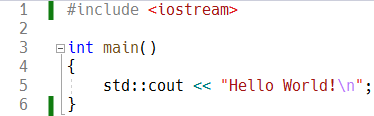 1 #include <iostream>
2
3 int main()
4 {
5     std::cout << "Hello World!\n";
6 }